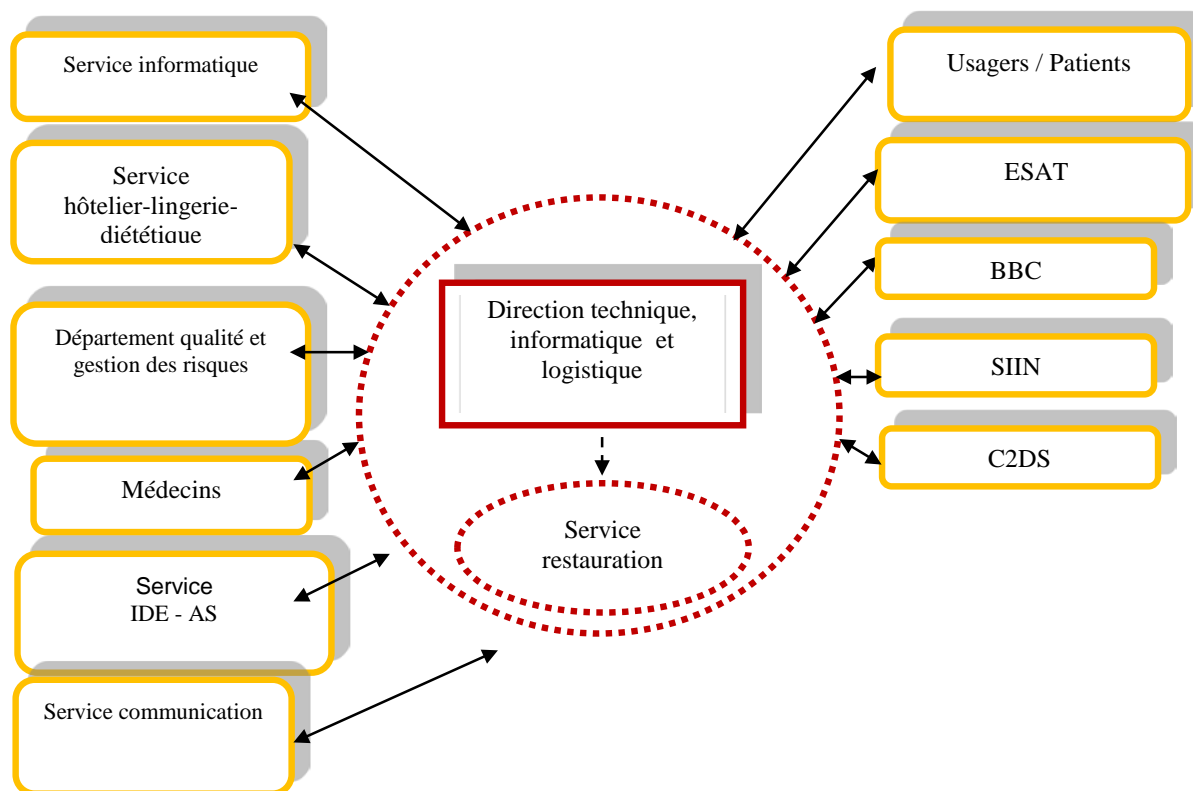 Service informatique
Service
hôtelier-lingerie-
diététique
Département qualité et
gestion des risques
Médecins
Service
IDE - AS
Service communication
Direction technique,
informatique et
logistique
Service
restauration
Usagers / Patients
ESAT
BBC
SIIN
C2DS